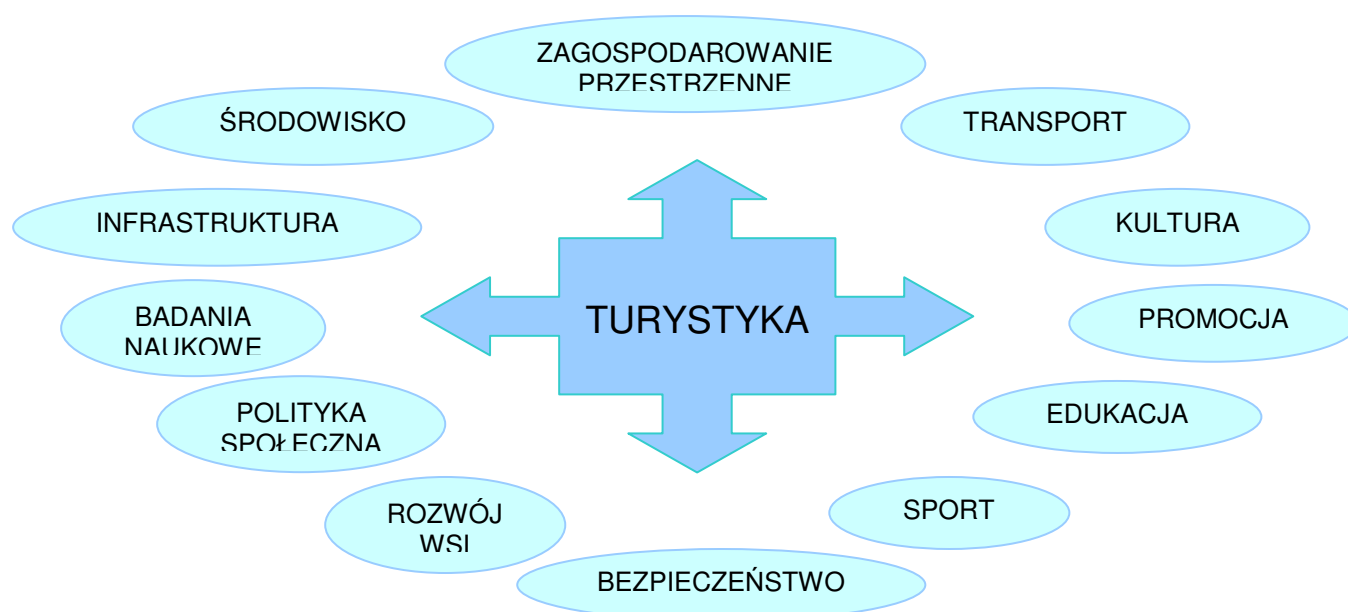 ZAGOSPODAROWANIE
PRZESTRZENNE
ŚRODOWISKO
TRANSPORT
INFRASTRUKTURA
KULTURA
BADANIA
NAUKOWE
TURYSTYKA
PROMOCJA
POLITYKA
SPOŁECZNA
EDUKACJA
ROZWÓJ
WSI
SPORT
BEZPIECZEŃSTWO